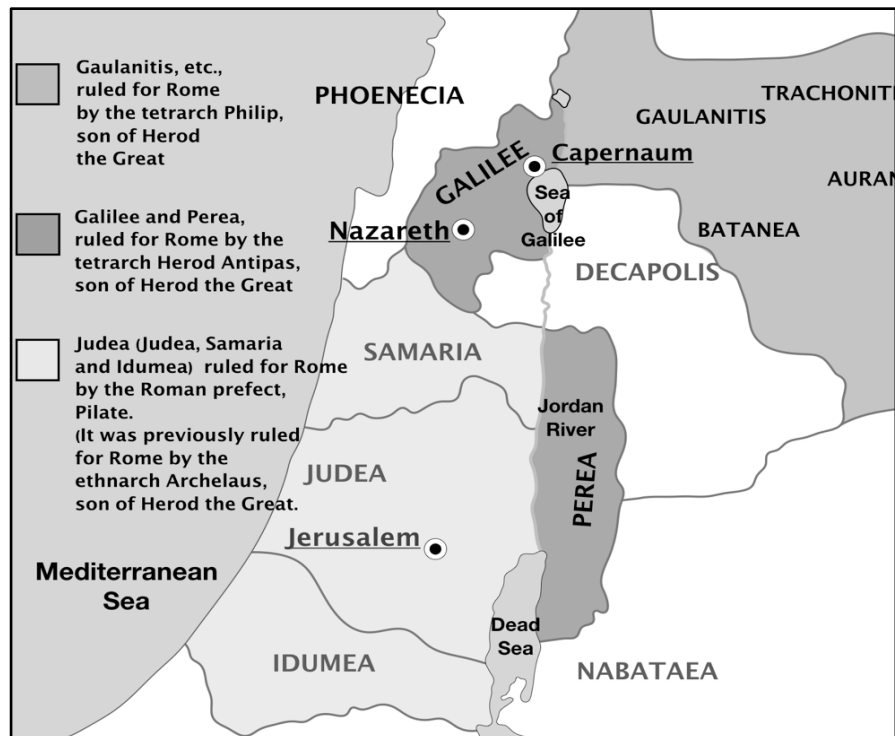 Gaulanitis, etc.,
ruled for Rome
by the tetrarch Philip,
son of Herod
the Great
Galilee and Perea,
ruled for Rome by the
tetrarch Herod Antipas,
son of Herod the Great
Judea (Judea, Samaria
and Idumea) ruled for Rome
by the Roman prefect,
Pilate.
(It was previously ruled
for Rome by the
ethnarch Archelaus,
son of Herod the Great.
PHOENECIA
TRACHONITI
GAULANITIS
GALILEE
Capernaum
AURAN
Sea
of
Galilee
Nazareth
BATANEA
DECAPOLIS
SAMARIA
Jordan
River
JUDEA
PEREA
Jerusalem
Mediterranean
Sea
Dead
Sea
IDUMEA
NABATAEA